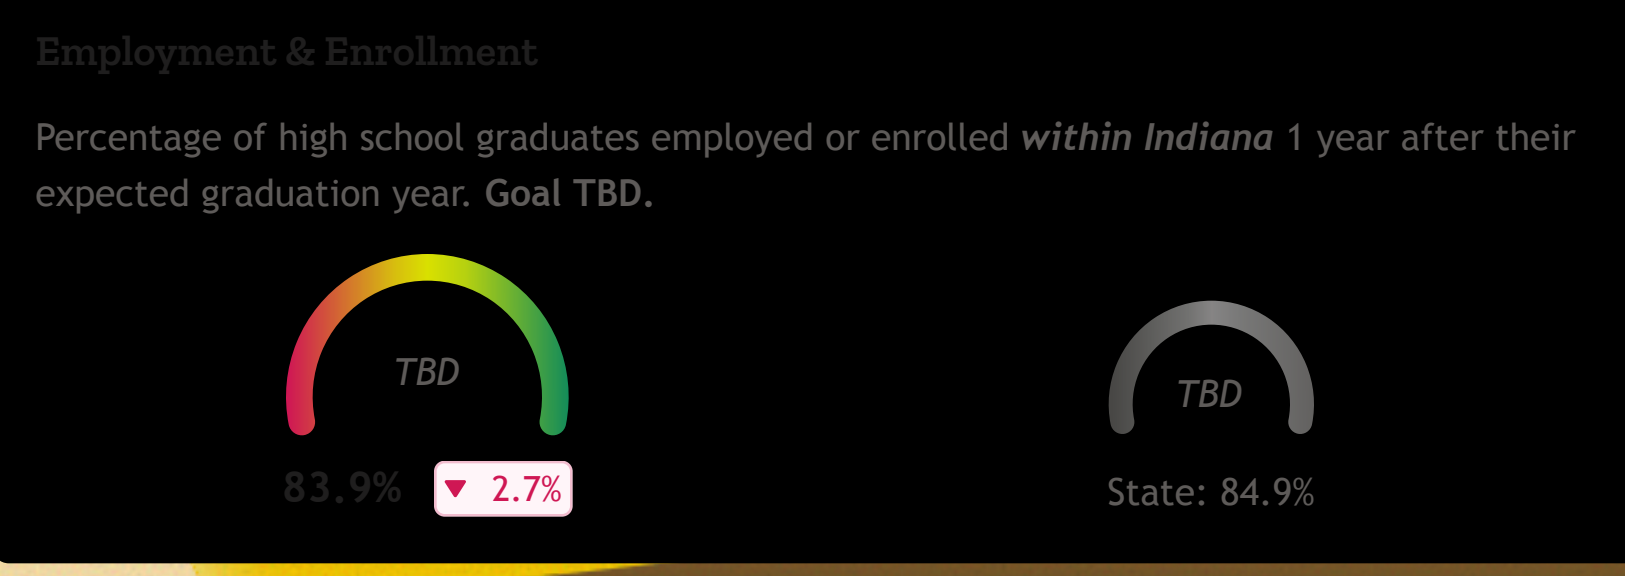 Employment & Enrollment
Percentage of high school graduates employed or enrolled within Indiana 1 year after their
expected graduation year. Goal TBD.
TBD
TBD
83.9% ▼ 2.7%
State: 84.9%